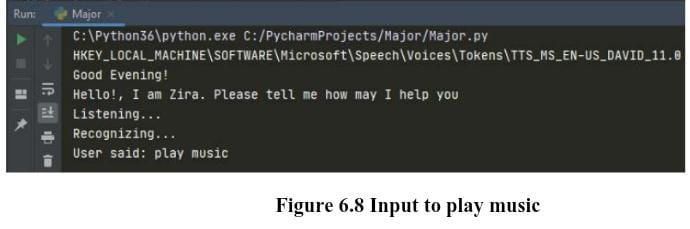 Run: Major ×
C:\Python36\python.exe C:/PycharmProjects/Major/Major.py
HKEY_LOCAL_MACHINE\SOFTWARE\Microsoft\Speech\Voices\Tokens\TTS_MS_EN-US_DAVID_11.0
Good Evening!
Hello!, I am Zira. Please tell me how may I help you
Listening...
Recognizing...
User said: play music
Figure 6.8 Input to play music